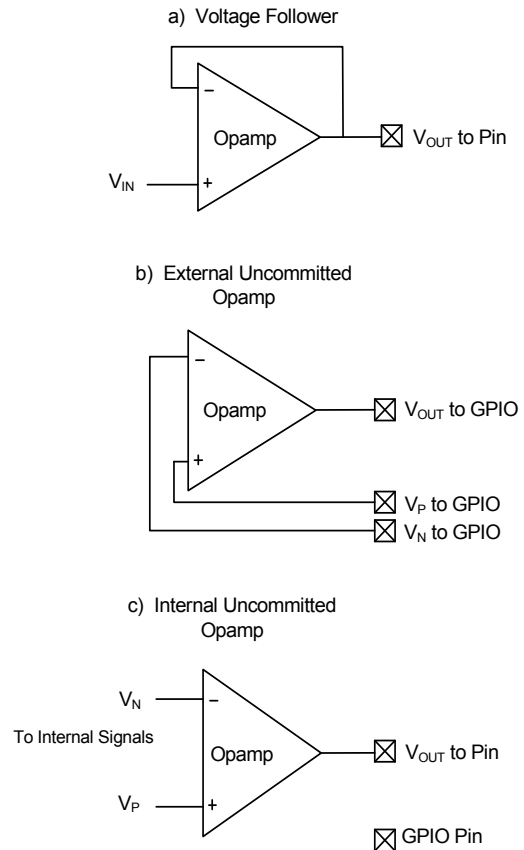 a) Voltage Follower
−
Opamp
V_OUT to Pin
V_IN
+
b) External Uncommitted
Opamp
−
Opamp
V_OUT to GPIO
+
V_P to GPIO
V_N to GPIO
c) Internal Uncommitted
Opamp
V_N
−
To Internal Signals
Opamp
V_OUT to Pin
V_P
+
GPIO Pin